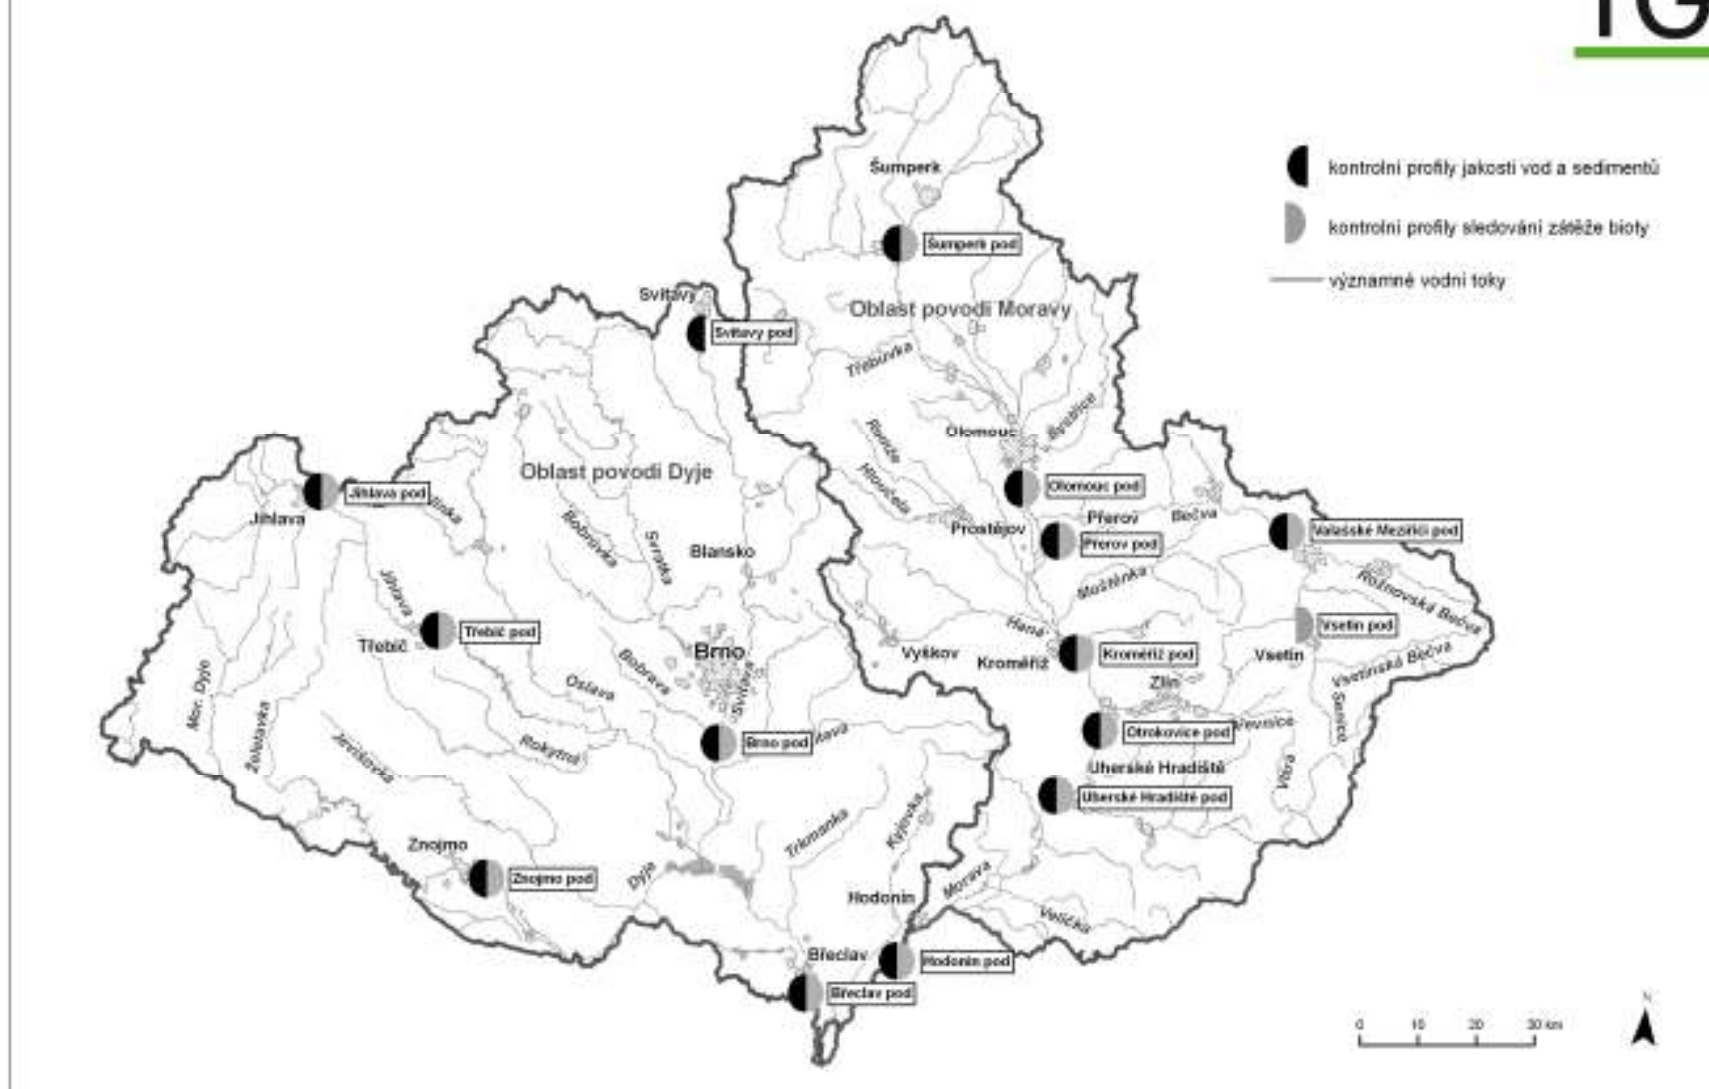 TG
kontrolní profily jakosti vod a sedimentů
kontrolní profily sledování zátěže bioty
významné vodní toky
Šumperk
Šumperk pod
Svitavy
Svitavy pod
Oblast povodí Moravy
Třebůvka
Bystřice
Olomouc
Romže
Hloučela
Oblast povodí Dyje
Olomouc pod
Jihlava pod
Jihlava
Prostějov
Přerov
Bečva
Přerov pod
Valašské Meziříčí pod
Bobrůvka
Svratka
Blansko
Moštěnka
Rožnovská Bečva
Jihlava
Třebíč pod
Třebíč
Haná
Vsetín pod
Brno
Vyškov
Kroměříž
Kroměříž pod
Vsetín
Vsetínská Bečva
Bobrava
Oslava
Svitava
Mor. Dyje
Želetavka
Zlín
Senice
Otrokovice pod
řevnice
Brno pod
itava
Rokytná
Jevišovka
Uherské Hradiště
Vlára
Uherské Hradiště pod
Trkmanka
Kyjovka
Znojmo
Znojmo pod
Dyje
Hodonín
Morava
Velička
Břeclav
Hodonín pod
Břeclav pod
N
0 10 20 30 km